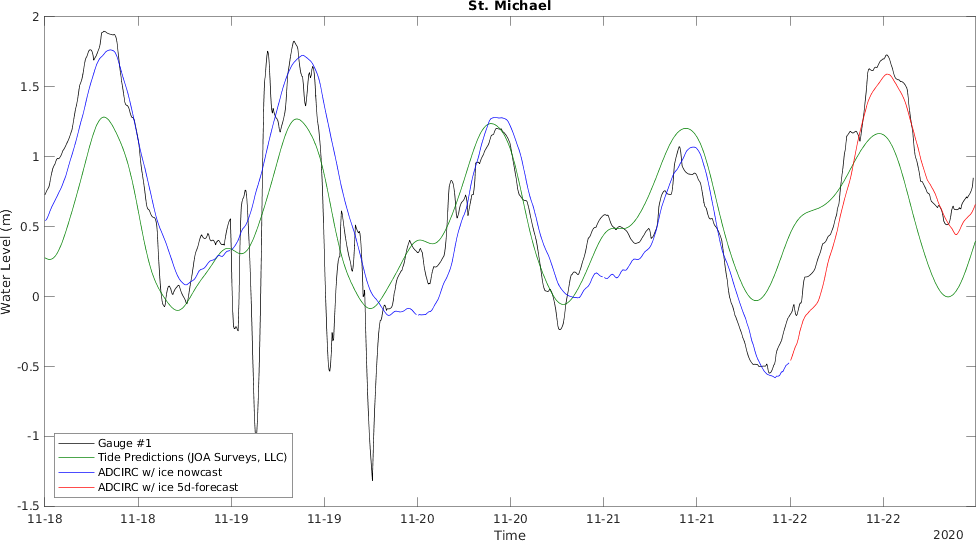 St. Michael
2
1.5
1
0.5
0
-0.5
-1
-1.5
Water Level (m)
Gauge #1
Tide Predictions (JOA Surveys, LLC)
ADCIRC w/ ice nowcast
ADCIRC w/ ice 5d-forecast
11-18 11-18 11-19 11-19 11-20 11-20 11-21 11-21 11-22 11-22
Time
2020